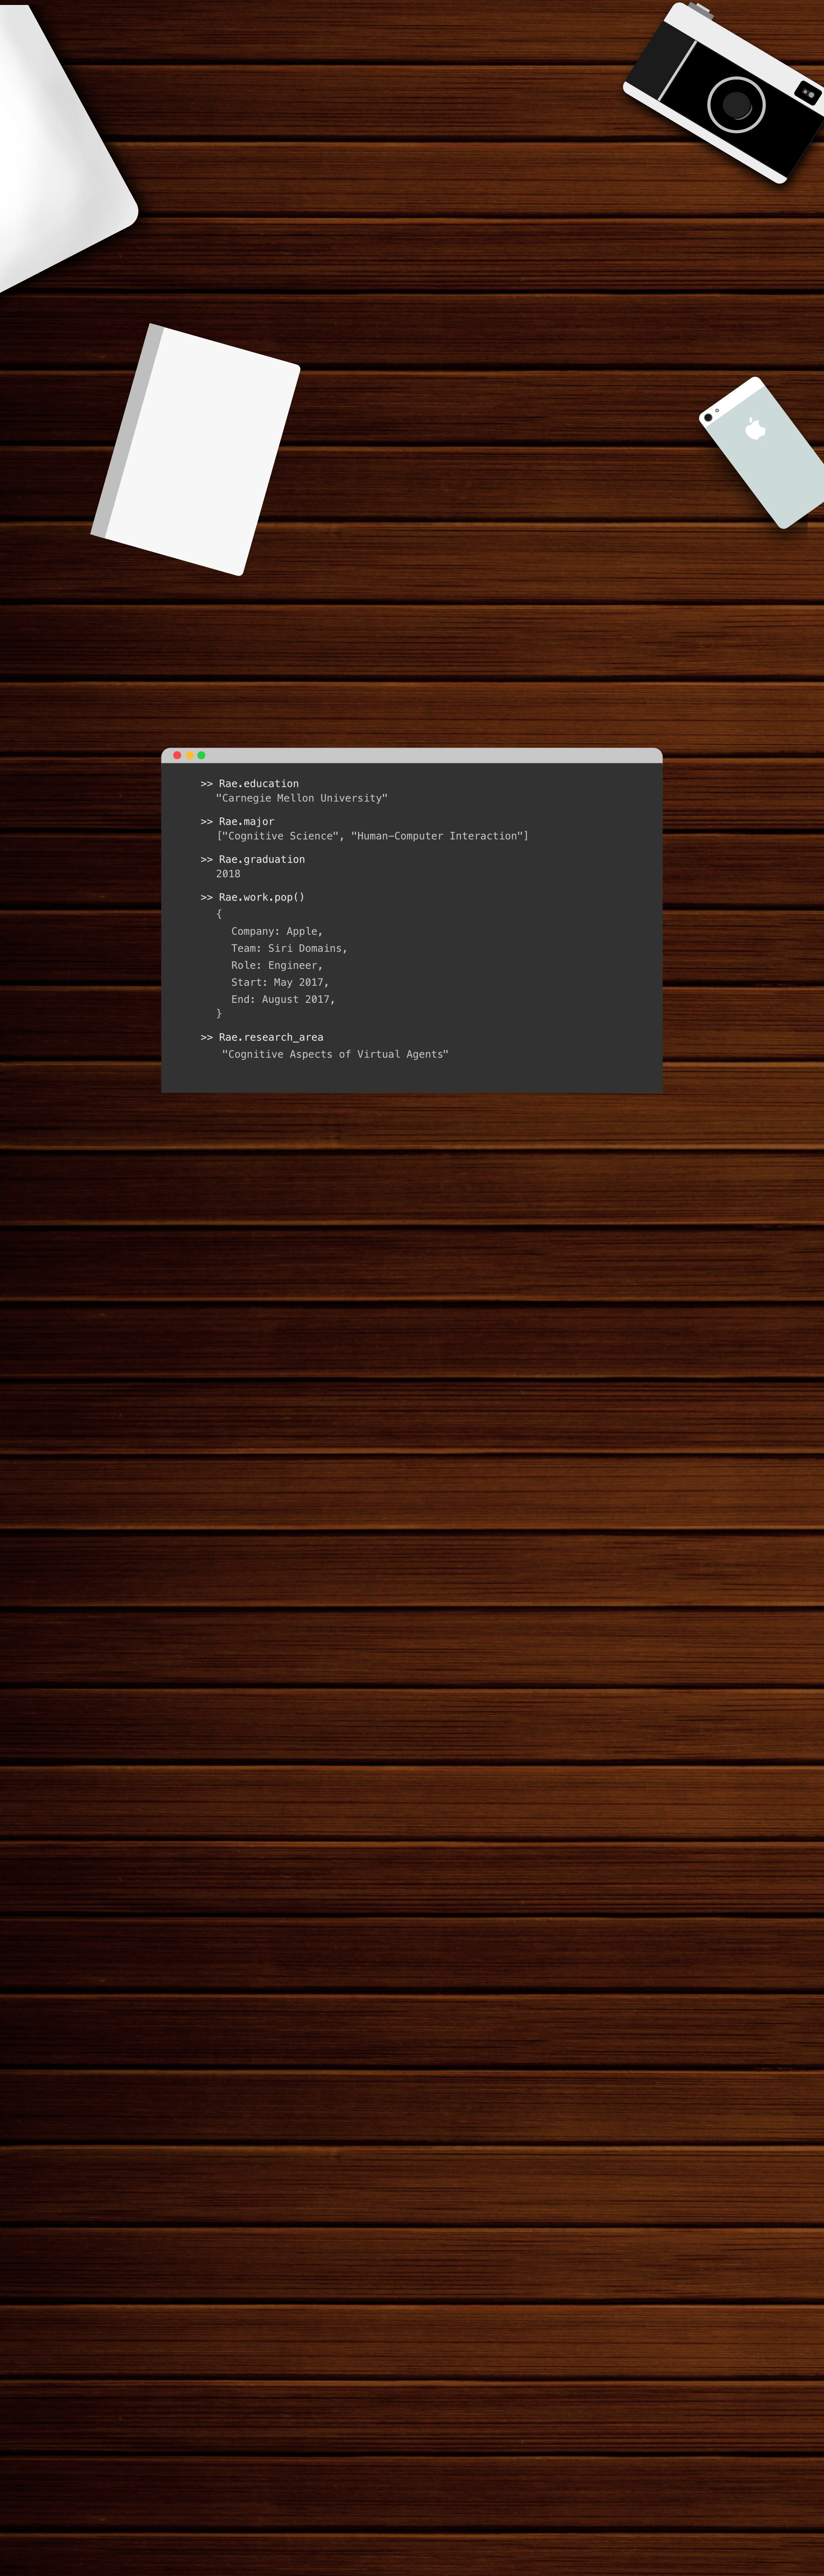 >> Rae.education
"Carnegie Mellon University"
>> Rae.major
["Cognitive Science", "Human-Computer Interaction"]
>> Rae.graduation
2018
>> Rae.work.pop()
{
Company: Apple,
Team: Siri Domains,
Role: Engineer,
Start: May 2017,
End: August 2017,
}
>> Rae.research_area
"Cognitive Aspects of Virtual Agents"